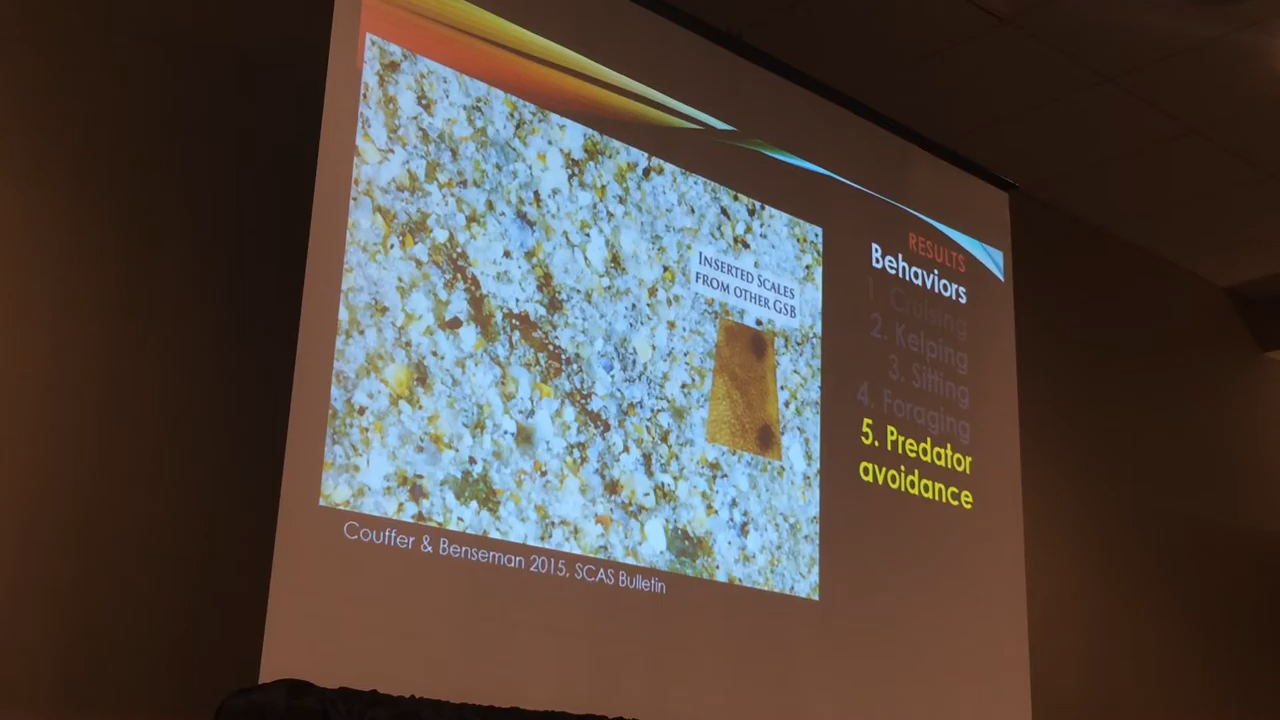 RESULTS
Behaviors
1. Cruising
2. Kelping
3. Sitting
4. Foraging
5. Predator
avoidance
INSERTED SCALES
FROM OTHER GSB
Couffer & Benseman 2015, SCAS Bulletin